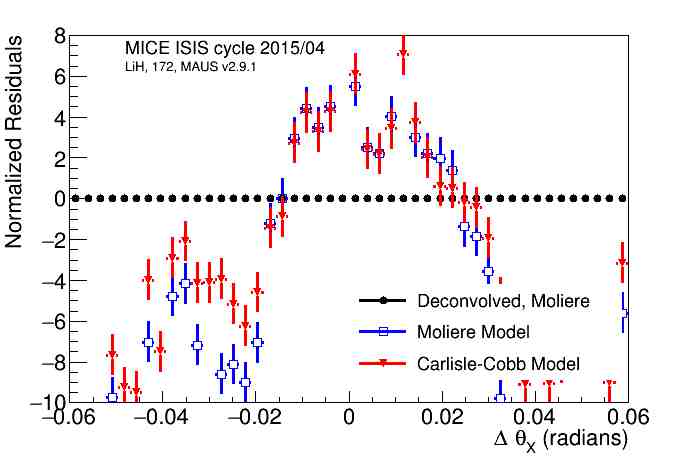 Normalized Residuals
MICE ISIS cycle 2015/04
LiH, 172, MAUS v2.9.1
8
6
4
2
0
−2
−4
−6
−8
−10
Deconvolved, Moliere
Moliere Model
Carlisle-Cobb Model
−0.06 −0.04 −0.02 0 0.02 0.04 0.06
Δ θX (radians)